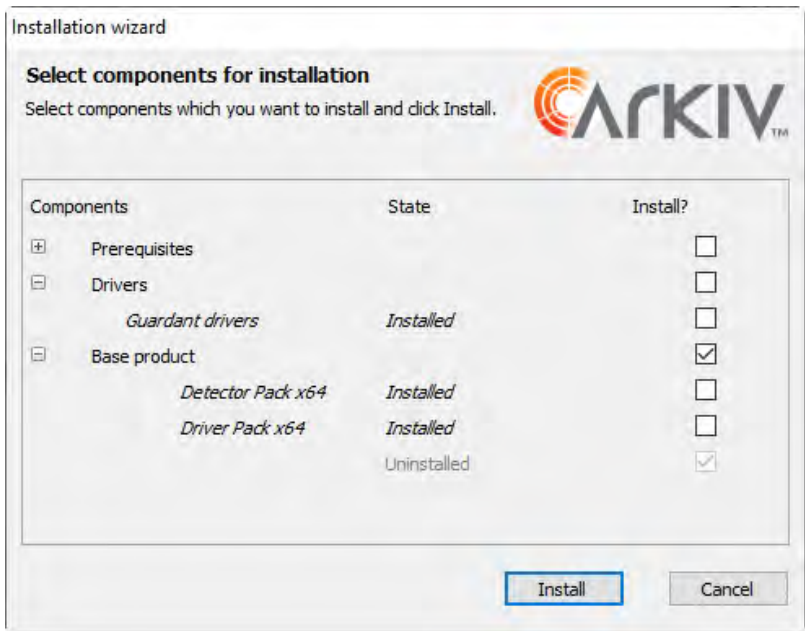 Installation wizard
Select components for installation
Select components which you want to install and click Install.
ARKIV TM
Components State Install?
Prerequisites
Drivers
Guardant drivers Installed
Base product
Detector Pack x64 Installed
Driver Pack x64 Installed
Uninstalled
Install Cancel